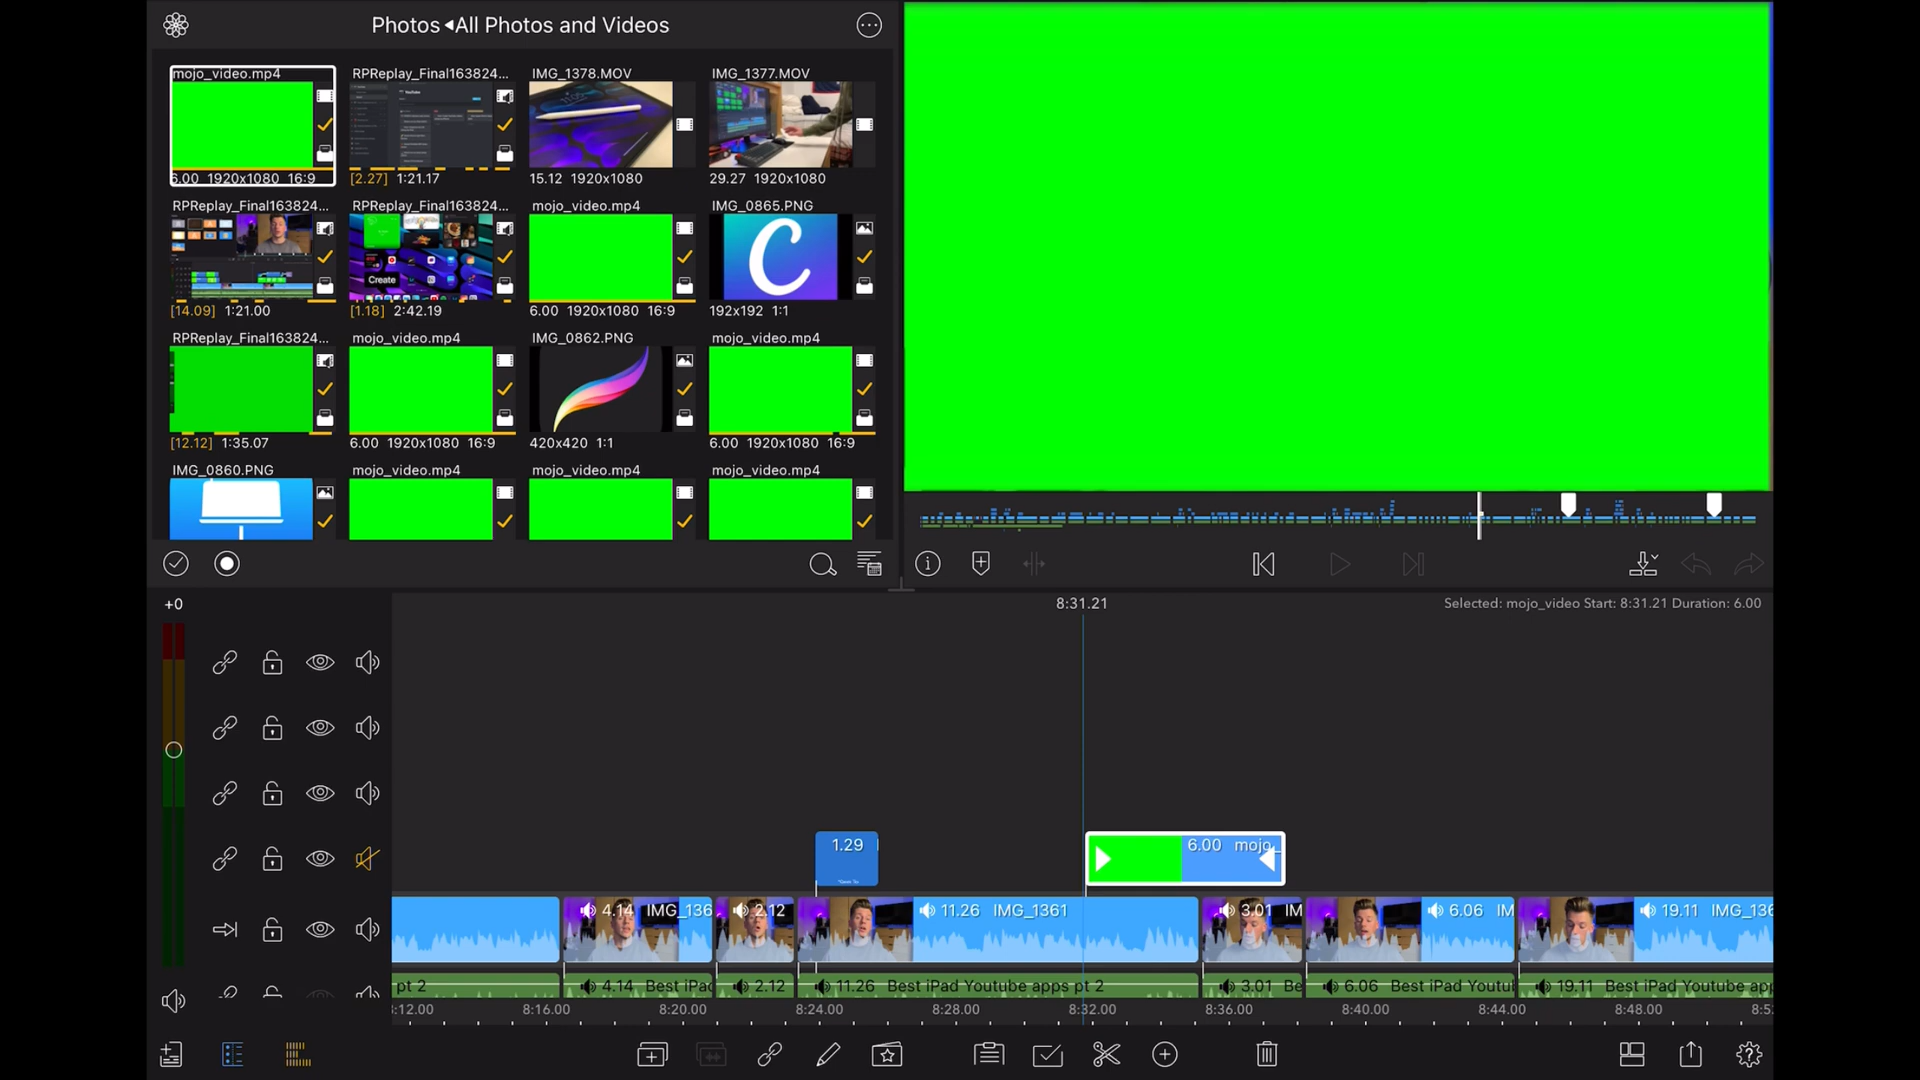 Photos ◂All Photos and Videos
mojo_video.mp4
RPReplay_Final163824...
IMG_1378.MOV
IMG_1377.MOV
6.00 1920x1080 16:9
[2.27] 1:21.17
15.12 1920x1080
29.27 1920x1080
RPReplay_Final163824...
RPReplay_Final163824...
mojo_video.mp4
IMG_0865.PNG
Create
C
[14.09] 1:21.00
[1.18] 2:42.19
6.00 1920x1080 16:9
192x192 1:1
RPReplay_Final163824...
mojo_video.mp4
IMG_0862.PNG
mojo_video.mp4
[12.12] 1:35.07
6.00 1920x1080 16:9
420x420 1:1
6.00 1920x1080 16:9
IMG_0860.PNG
mojo_video.mp4
mojo_video.mp4
mojo_video.mp4
+0
8:31.21
Selected: mojo_video Start: 8:31.21 Duration: 6.00
1.29
6.00 mojo_
4.14 IMG_136
2.12
11.26 IMG_1361
3.01 IM
6.06 IM
19.11 IMG_136
pt 2
4.14 Best iPad
2.12
11.26 Best iPad Youtube apps pt 2
3.01 Be
6.06 Best iPad Youtu
19.11 Best iPad Youtube app
8:12.00
8:16.00
8:20.00
8:24.00
8:28.00
8:32.00
8:36.00
8:40.00
8:44.00
8:48.00
8:5